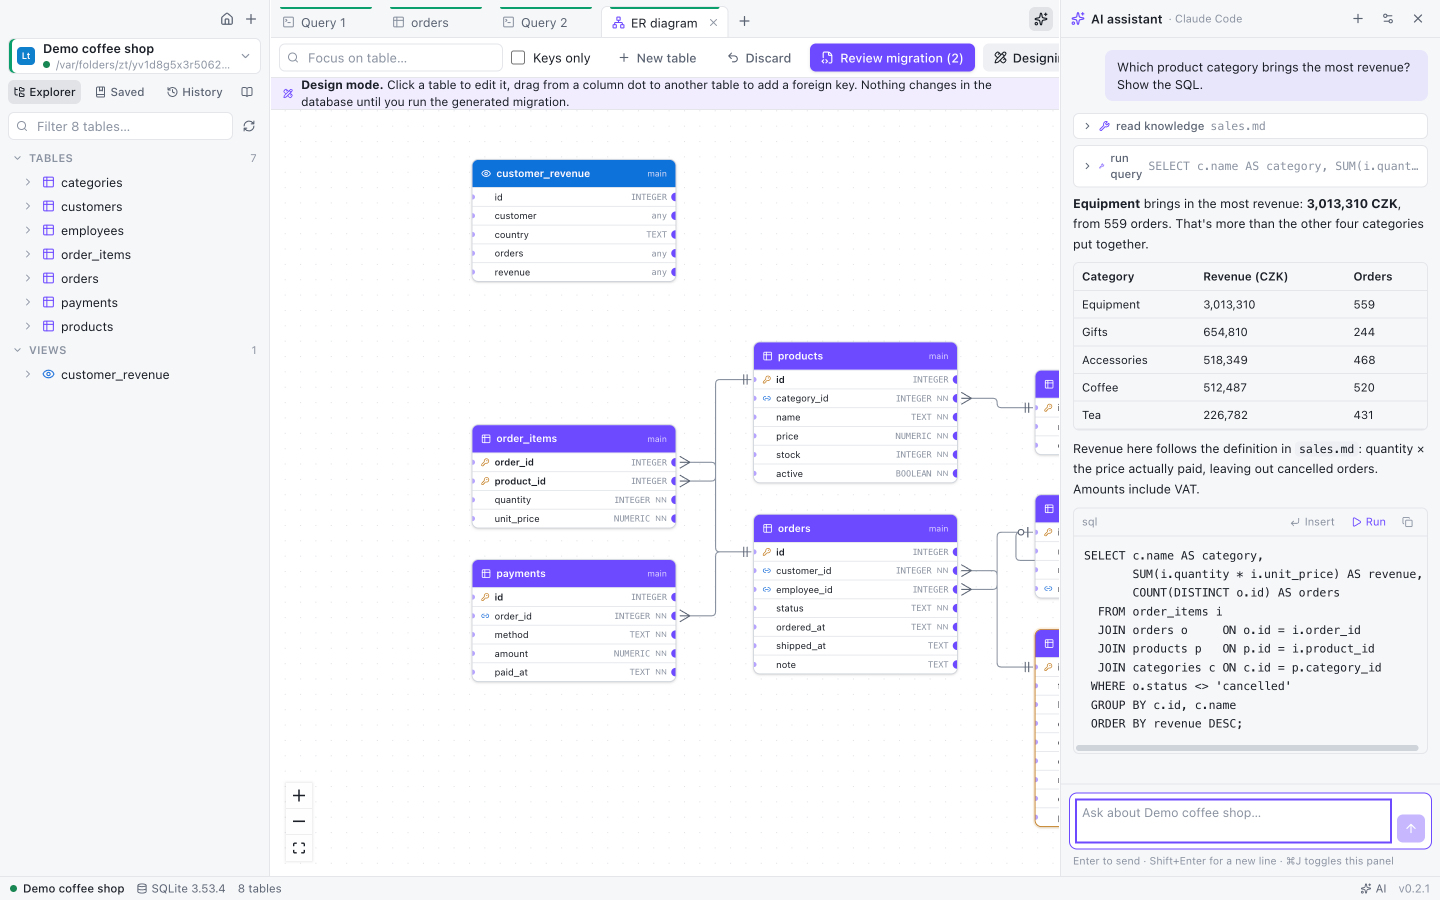 Demo coffee shop
/var/folders/zt/yv1d8g5x3r5062...
Explorer
Saved
History
Filter 8 tables...
TABLES 7
categories
customers
employees
order_items
orders
payments
products
VIEWS 1
customer_revenue
Query 1
orders
Query 2
ER diagram
Focus on table...
Keys only
New table
Discard
Review migration (2)
Design mode. Click a table to edit it, drag from a column dot to another table to add a foreign key. Nothing changes in the
database until you run the generated migration.
customer_revenue main
id INTEGER
customer any
country TEXT
orders any
revenue any
order_items main
order_id INTEGER
product_id INTEGER
quantity INTEGER NN
unit_price NUMERIC NN
payments main
id INTEGER
order_id INTEGER NN
method TEXT NN
amount NUMERIC NN
paid_at TEXT NN
products main
id INTEGER
category_id INTEGER NN
name TEXT NN
price NUMERIC NN
stock INTEGER NN
active BOOLEAN NN
orders main
id INTEGER
customer_id INTEGER NN
employee_id INTEGER
status TEXT NN
ordered_at TEXT NN
shipped_at TEXT
note TEXT
AI assistant · Claude Code
Which product category brings the most revenue?
Show the SQL.
read knowledge sales.md
run query SELECT c.name AS category, SUM(i.quant...
Equipment brings in the most revenue: 3,013,310 CZK,
from 559 orders. That's more than the other four categories
put together.
Category Revenue (CZK) Orders
Equipment 3,013,310 559
Gifts 654,810 244
Accessories 518,349 468
Coffee 512,487 520
Tea 226,782 431
Revenue here follows the definition in sales.md: quantity ×
the price actually paid, leaving out cancelled orders.
Amounts include VAT.
sql
Insert
Run
SELECT c.name AS category,
SUM(i.quantity * i.unit_price) AS revenue,
COUNT(DISTINCT o.id) AS orders
FROM order_items i
JOIN orders o ON o.id = i.order_id
JOIN products p ON p.id = i.product_id
JOIN categories c ON c.id = p.category_id
WHERE o.status <> 'cancelled'
GROUP BY c.id, c.name
ORDER BY revenue DESC;
Ask about Demo coffee shop...
Enter to send · Shift+Enter for a new line · ⌘J toggles this panel
Demo coffee shop
SQLite 3.53.4
8 tables
AI
v0.2.1